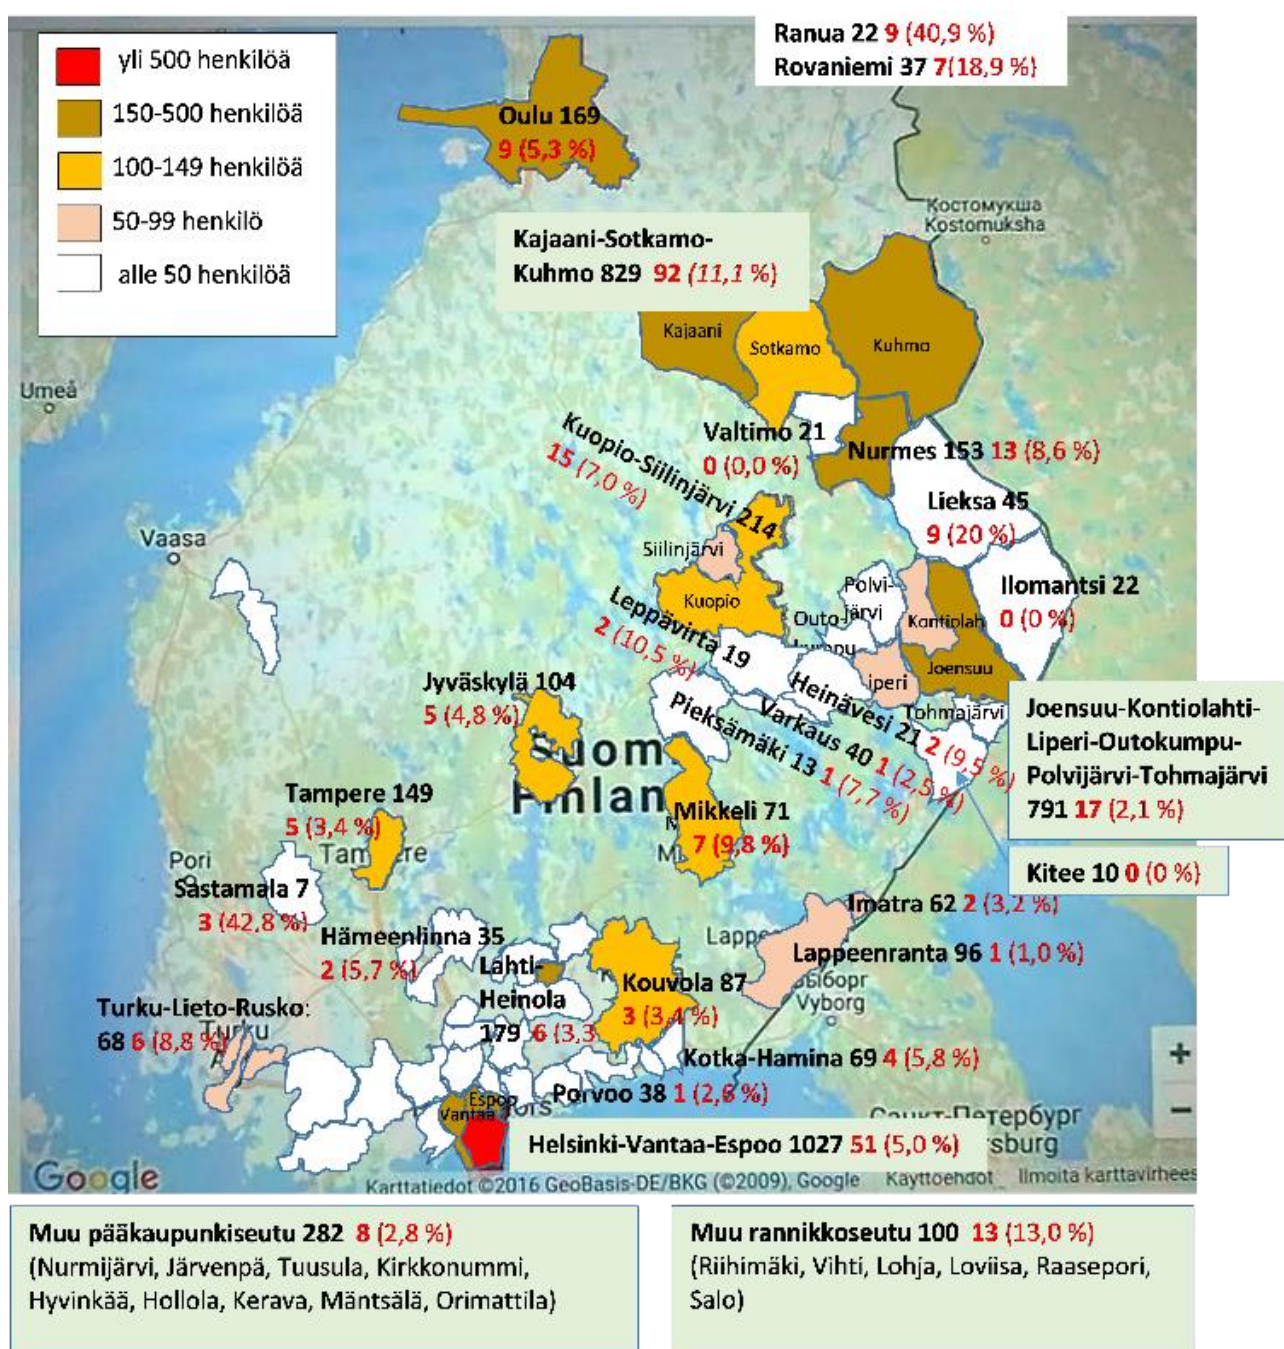 yli 500 henkilöä
150-500 henkilöä
100-149 henkilöä
50-99 henkilö
alle 50 henkilöä
Ranua 22 9 (40,9 %)
Rovaniemi 37 7(18,9 %)
Oulu 169
9 (5,3 %)
Костомукша
Kostomuksha
Kajaani-Sotkamo-
Kuhmo 829 92 (11,1 %)
Kajaani
Sotkamo
Kuhmo
Umeå
Valtimo 21
0 (0,0 %)
Nurmes 153 13 (8,6 %)
Kuopio-Siilinjärvi 214
15 (7,0 %)
Lieksa 45
9 (20 %)
Vaasa
Siilinjärvi
Kuopio
Polvi-
järvi
Outo-
Kontiolah
Ilomantsi 22
0 (0 %)
Leppävirta 19
2 (10,5 %)
Joensuu
iperi
Heinävesi 21 2 (9,5 %)
Tohmajärvi
Varkaus 40 1 (2,5 %)
Pieksämäki 13 1 (7,7 %)
Jyväskylä 104
5 (4,8 %)
Suom
Finlan
Joensuu-Kontiolahti-
Liperi-Outokumpu-
Polvijärvi-Tohmajärvi
791 17 (2,1 %)
Tampere 149
5 (3,4 %)
Mikkeli 71
7 (9,8 %)
Kitee 10 0 (0 %)
Pori
Sastamala 7
3 (42,8 %)
Imatra 62 2 (3,2 %)
Lappeenranta 96 1 (1,0 %)
Lappe
Vyborg
Hämeenlinna 35
2 (5,7 %)
Lahti-
Heinola
179 6 (3,3
Kouvola 87
3 (3,4 %)
Turku-Lieto-Rusko:
68 6 (8,8 %)
Turku
Kotka-Hamina 69 4 (5,8 %)
Porvoo 38 1 (2,6 %)
Espoo
Vantaa
Helsinki-Vantaa-Espoo 1027 51 (5,0 %)
Санкт-Петербург
sburg
+
−
Google
Karttatiedot ©2016 GeoBasis-DE/BKG (©2009), Google Käyttöehdot Ilmoita karttavirhees
Muu pääkaupunkiseutu 282 8 (2,8 %)
(Nurmijärvi, Järvenpä, Tuusula, Kirkkonummi,
Hyvinkää, Hollola, Kerava, Mäntsälä, Orimattila)
Muu rannikkoseutu 100 13 (13,0 %)
(Riihimäki, Vihti, Lohja, Loviisa, Raasepori,
Salo)